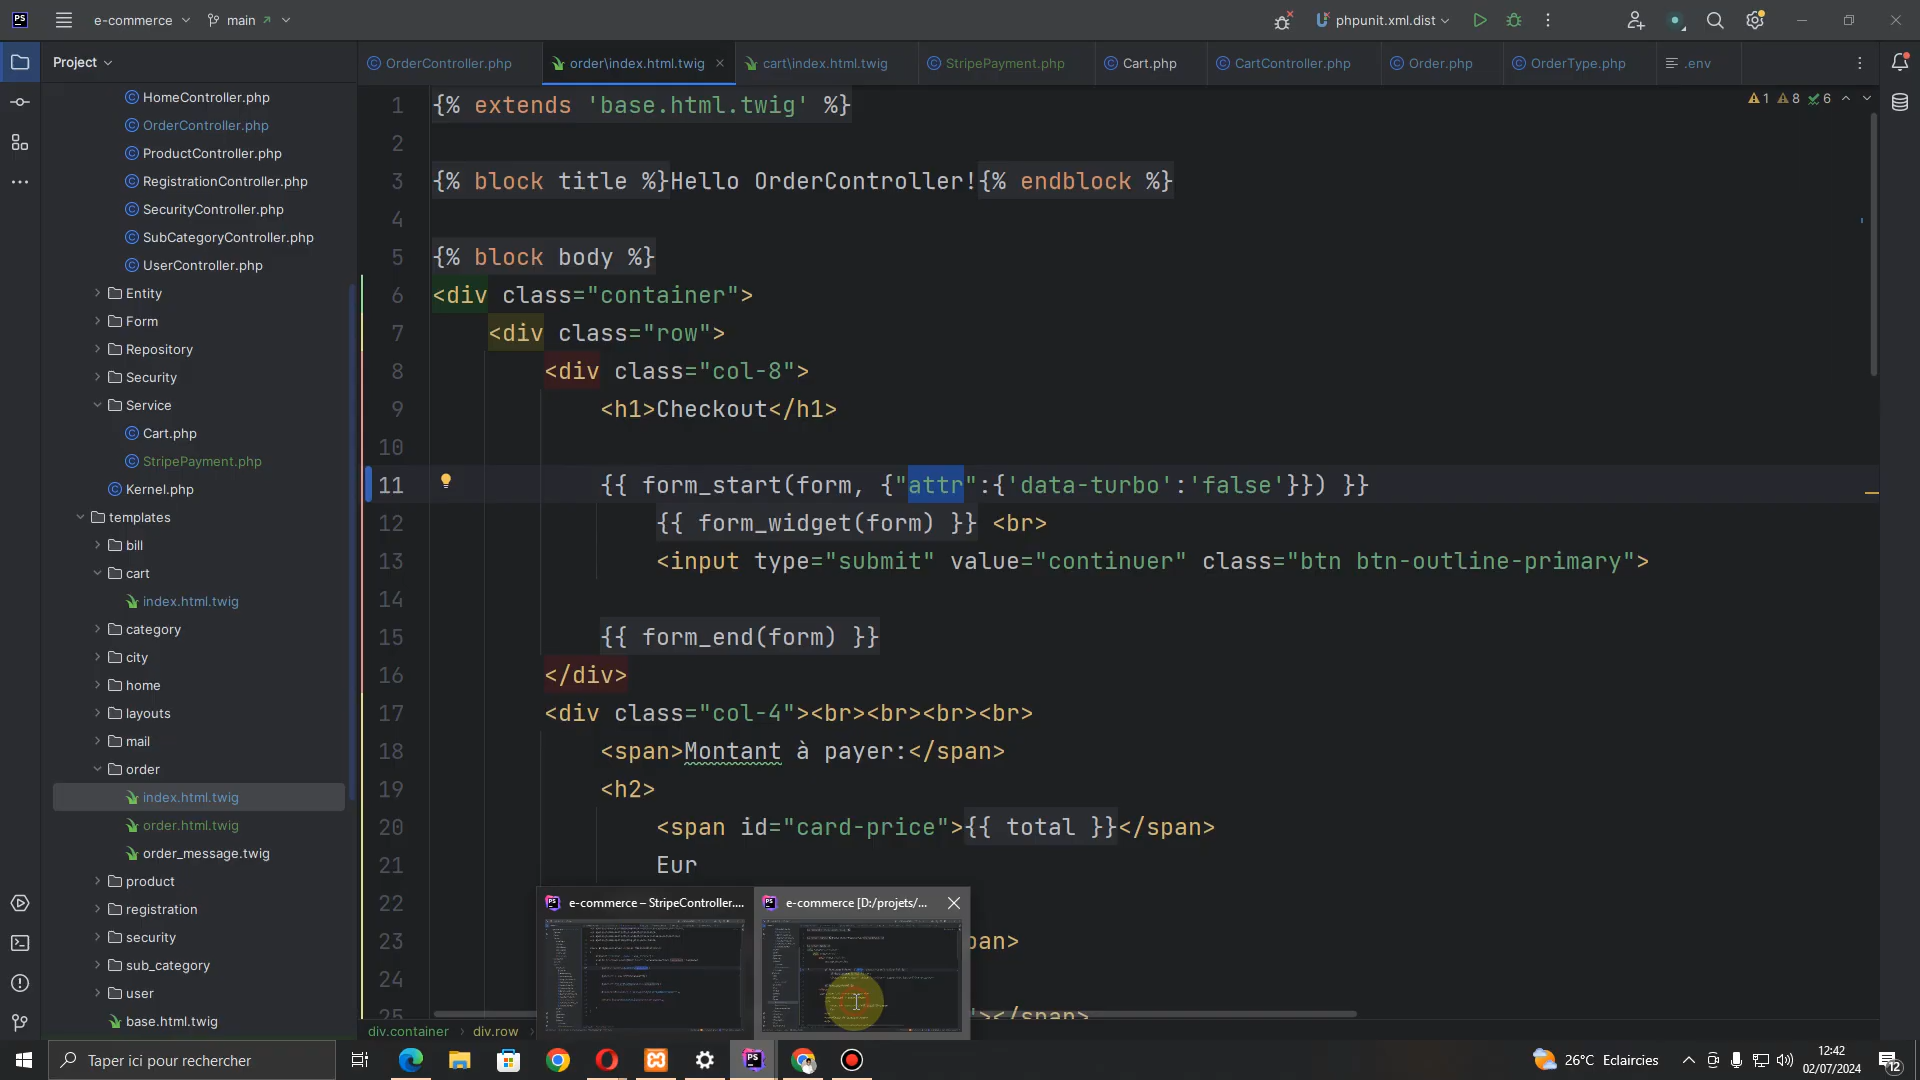 PS e-commerce main phpunit.xml.dist
Project
OrderController.php order\index.html.twig cart\index.html.twig StripePayment.php Cart.php CartController.php Order.php OrderType.php .env
HomeController.php
OrderController.php
ProductController.php
RegistrationController.php
SecurityController.php
SubCategoryController.php
UserController.php
Entity
Form
Repository
Security
Service
Cart.php
StripePayment.php
Kernel.php
templates
bill
cart
index.html.twig
category
city
home
layouts
mail
order
index.html.twig
order.html.twig
order_message.twig
product
registration
security
sub_category
user
base.html.twig
1 8 6
1 {% extends 'base.html.twig' %}
2
3 {% block title %}Hello OrderController!{% endblock %}
4
5 {% block body %}
6 <div class="container">
7 <div class="row">
8 <div class="col-8">
9 <h1>Checkout</h1>
10
11 {{ form_start(form, {"attr":{'data-turbo':'false'}}) }}
12 {{ form_widget(form) }} <br>
13 <input type="submit" value="continuer" class="btn btn-outline-primary">
14
15 {{ form_end(form) }}
16 </div>
17 <div class="col-4"><br><br><br><br>
18 <span>Montant à payer:</span>
19 <h2>
20 <span id="card-price">{{ total }}</span>
21 Eur
22
23 pan>
24
25 "></span>
e-commerce – StripeController....
e-commerce [D:/projets/...
div.container › div.row ›
Taper ici pour rechercher
26°C Eclaircies
12:42
02/07/2024
12